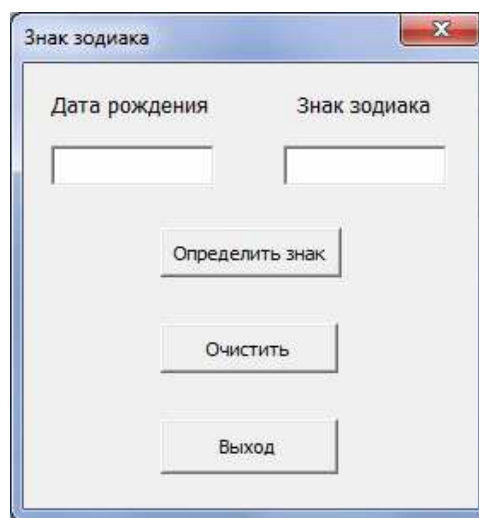 Знак зодиака
Дата рождения Знак зодиака
Определить знак
Очистить
Выход